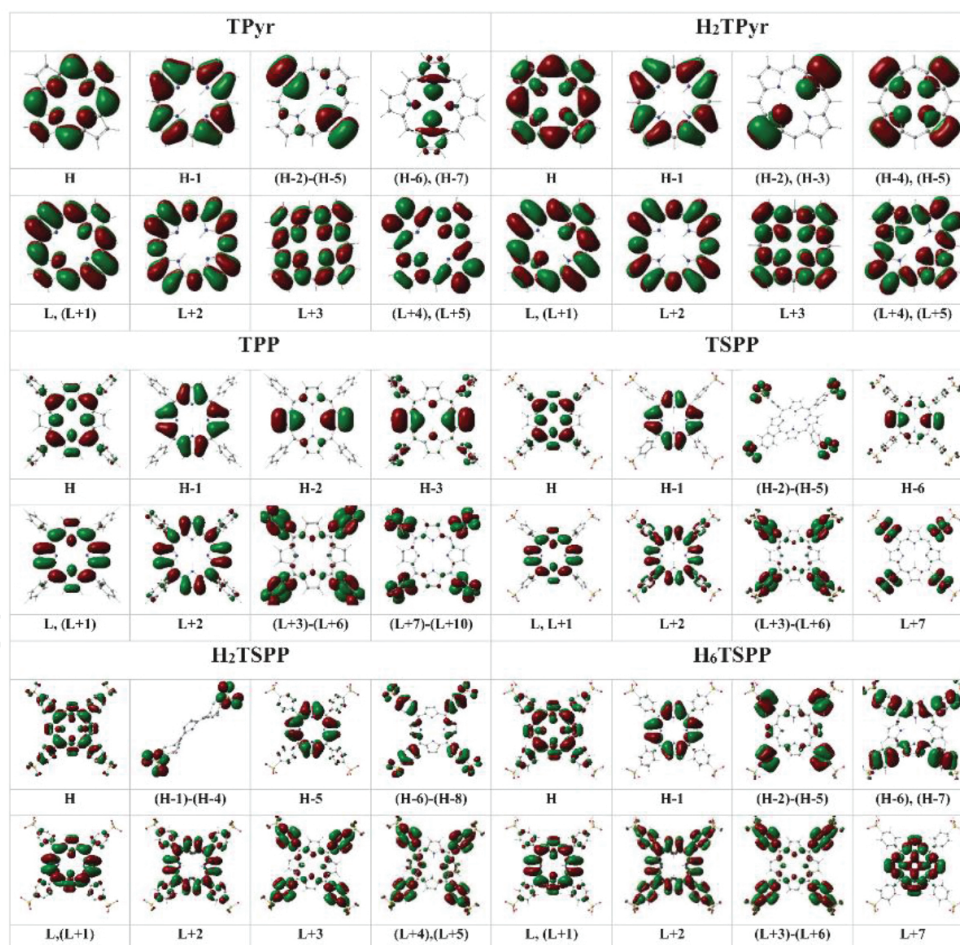 TPyr H₂TPyr
H H-1 (H-2)-(H-5) (H-6), (H-7) H H-1 (H-2), (H-3) (H-4), (H-5)
L, (L+1) L+2 L+3 (L+4), (L+5) L, (L+1) L+2 L+3 (L+4), (L+5)
TPP TSPP
H H-1 H-2 H-3 H H-1 (H-2)-(H-5) H-6
L, (L+1) L+2 (L+3)-(L+6) (L+7)-(L+10) L, L+1 L+2 (L+3)-(L+6) L+7
H₂TSPP H₆TSPP
H (H-1)-(H-4) H-5 (H-6)-(H-8) H H-1 (H-2)-(H-5) (H-6), (H-7)
L,(L+1) L+2 L+3 (L+4),(L+5) L, (L+1) L+2 (L+3)-(L+6) L+7